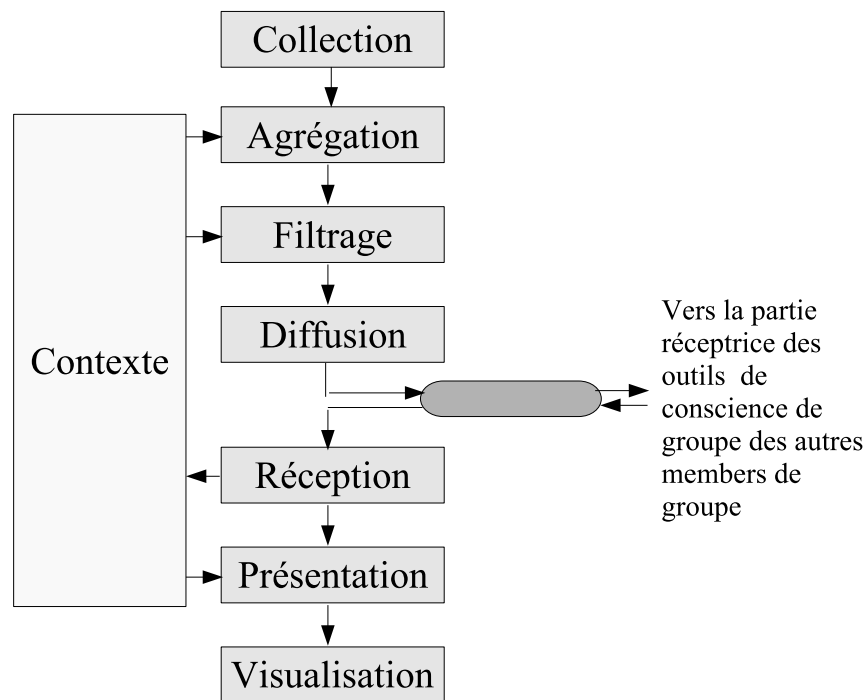 Collection
Agrégation
Filtrage
Diffusion
Contexte
Vers la partie
réceptrice des
outils de
conscience de
groupe des autres
members de
groupe
Réception
Présentation
Visualisation